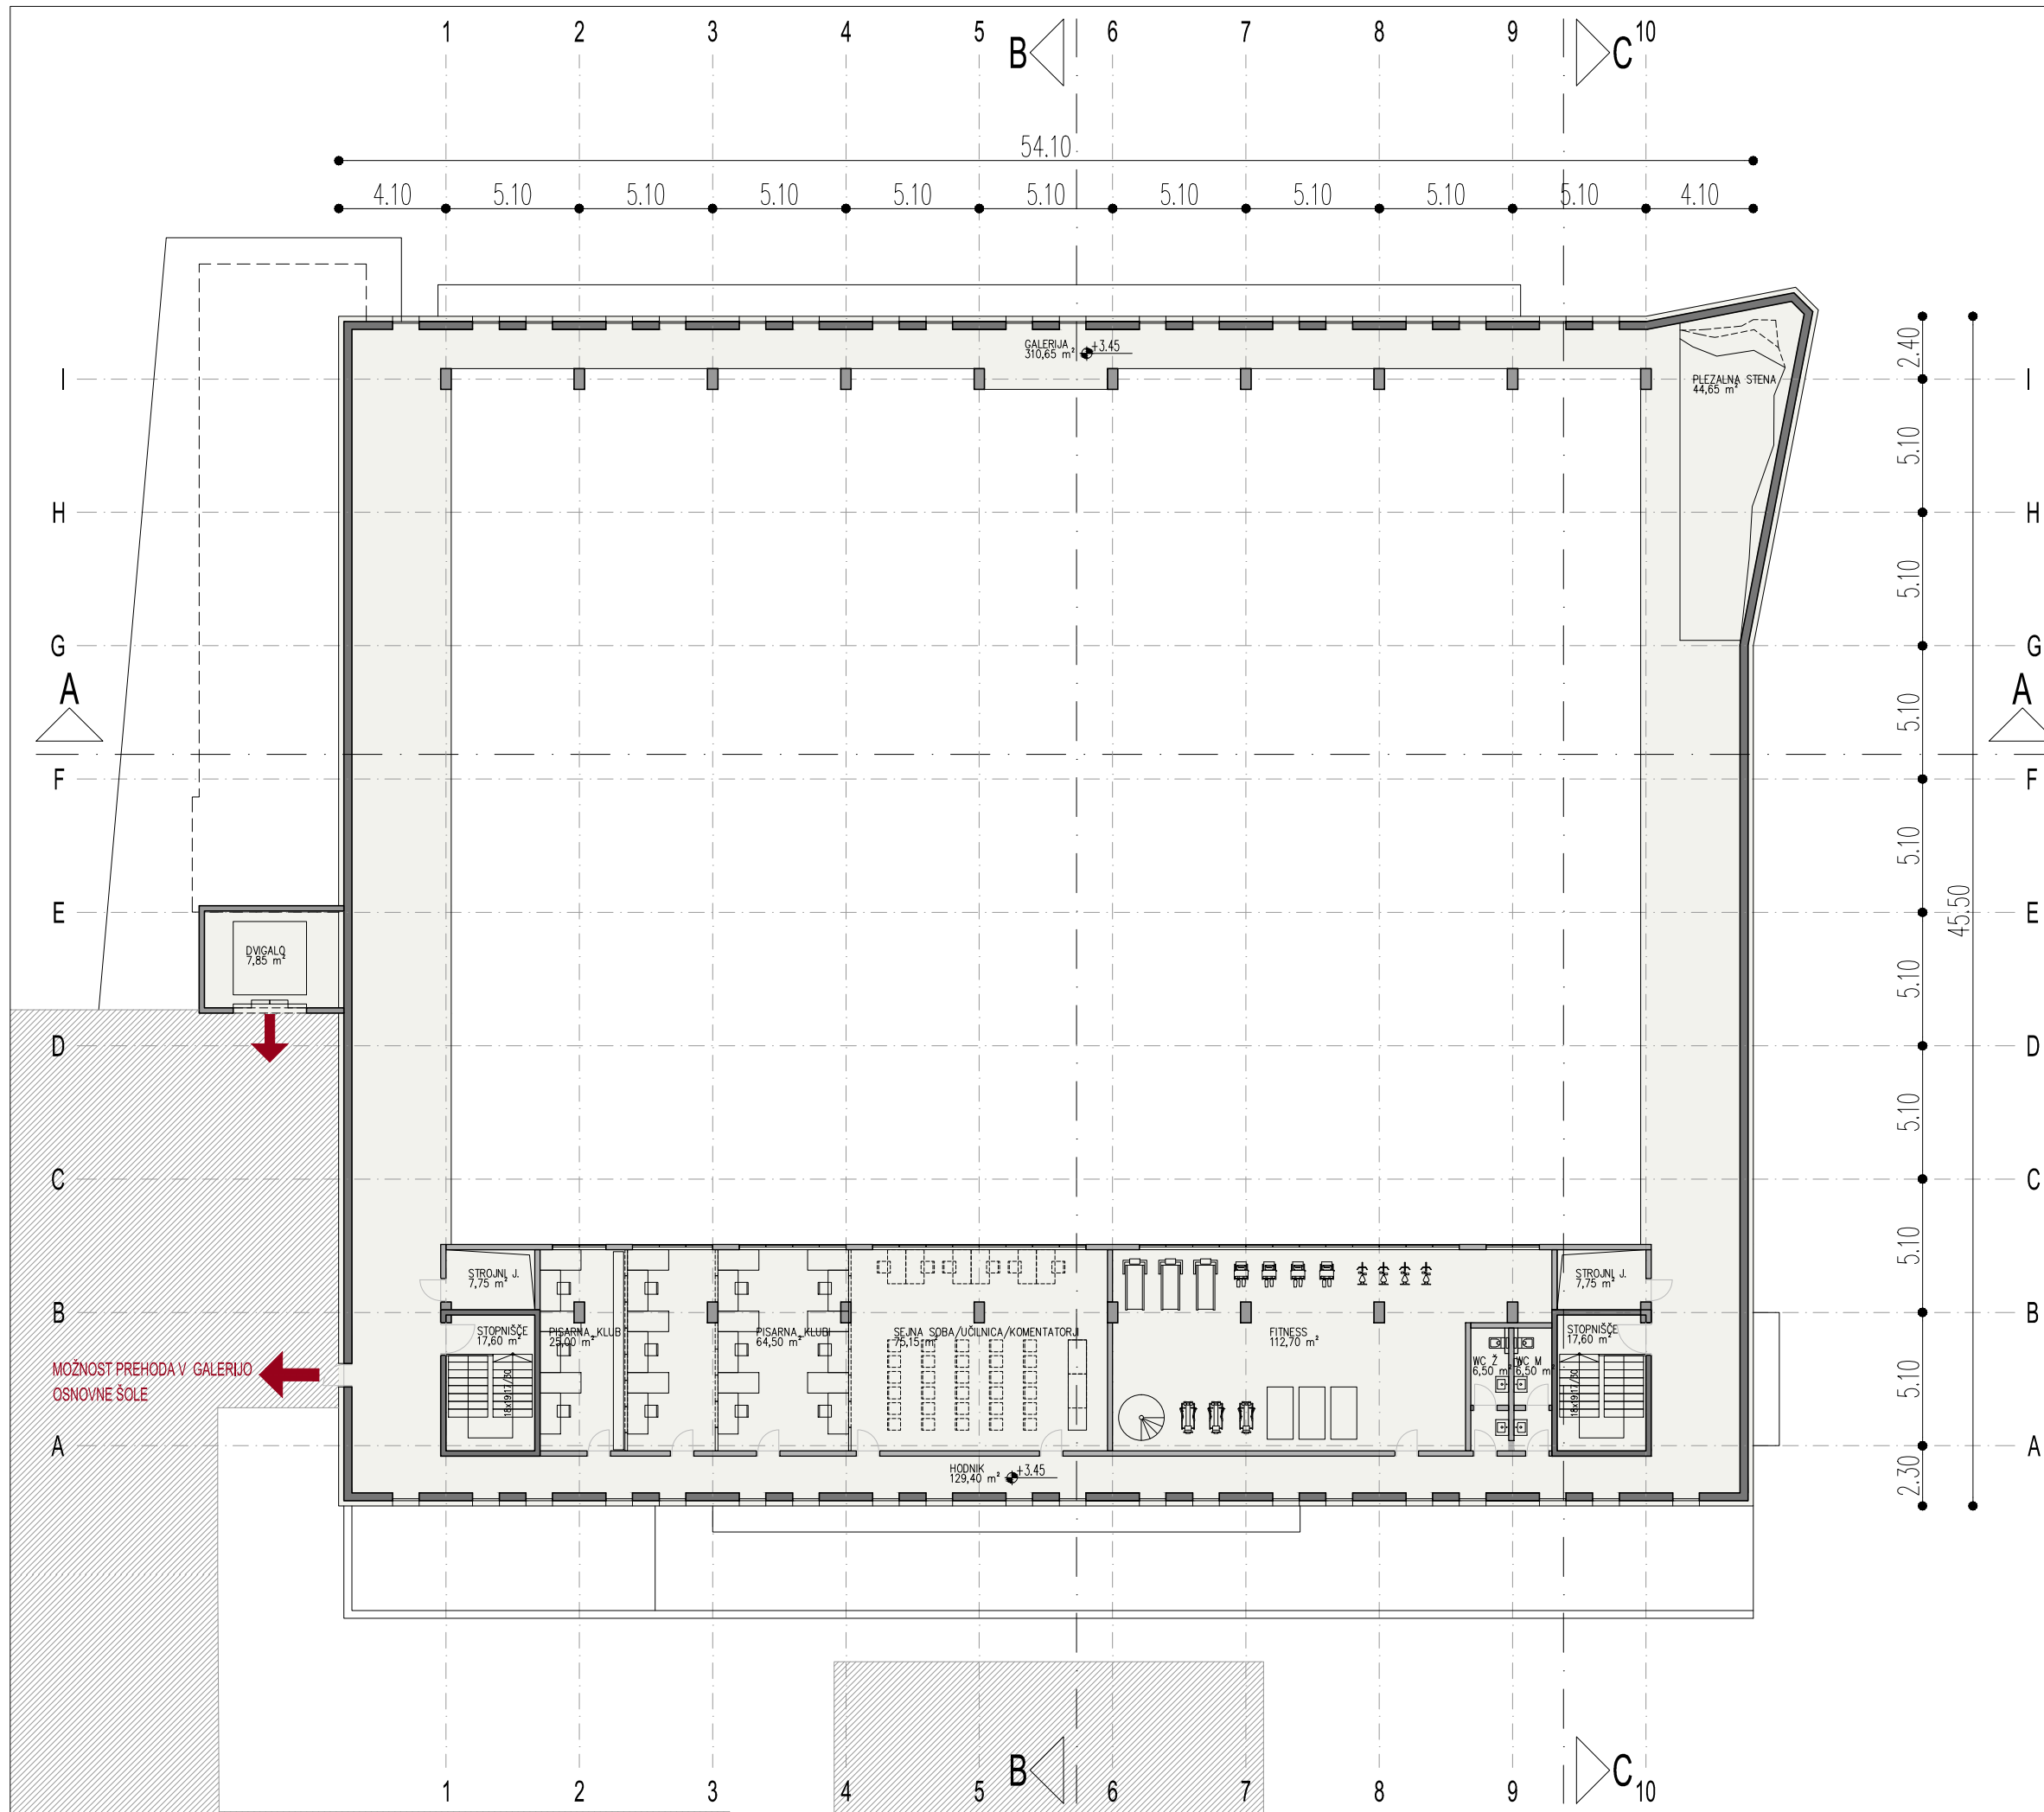 1 2 3 4 5 6 7 8 9 10
B C
54.10
4.10 5.10 5.10 5.10 5.10 5.10 5.10 5.10 5.10 5.10 4.10
GALERIJA
310,65 m²
+3.45
2.40
I I
PLEZALNA STENA
44,65 m²
5.10
H H
5.10
G G
A A
5.10
F F
5.10
E E
45.50
DVIGALO
7,85 m²
5.10
D D
5.10
C C
5.10
STROJNI J.
7,75 m²
STROJNI J.
7,75 m²
B B
STOPNIŠČE
17,60 m²
PISARNA KLUB
25,00 m²
PISARNA KLUBI
64,50 m²
SEJNA SOBA/UČILNICA/KOMENTATORJI
75,15 m²
FITNESS
112,70 m²
WC Ž
6,50 m²
WC M
6,50 m²
STOPNIŠČE
17,60 m²
5.10
MOŽNOST PREHODA V GALERIJO
OSNOVNE ŠOLE
18x19,17/30
18x19,17/30
A A
HODNIK
129,40 m²
+3.45
2.30
B C
1 2 3 4 5 6 7 8 9 10